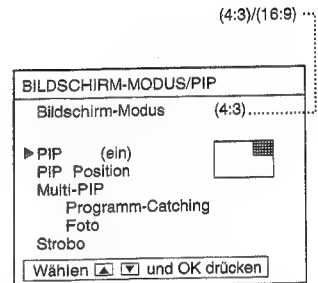 (4:3)/(16:9) ...
BILDSCHIRM-MODUS/PIP
Bildschirm-Modus (4:3)..............
▶PIP (ein)
PIP Position
Multi-PIP
Programm-Catching
Foto
Strobo
Wählen ▲ ▼ und OK drücken